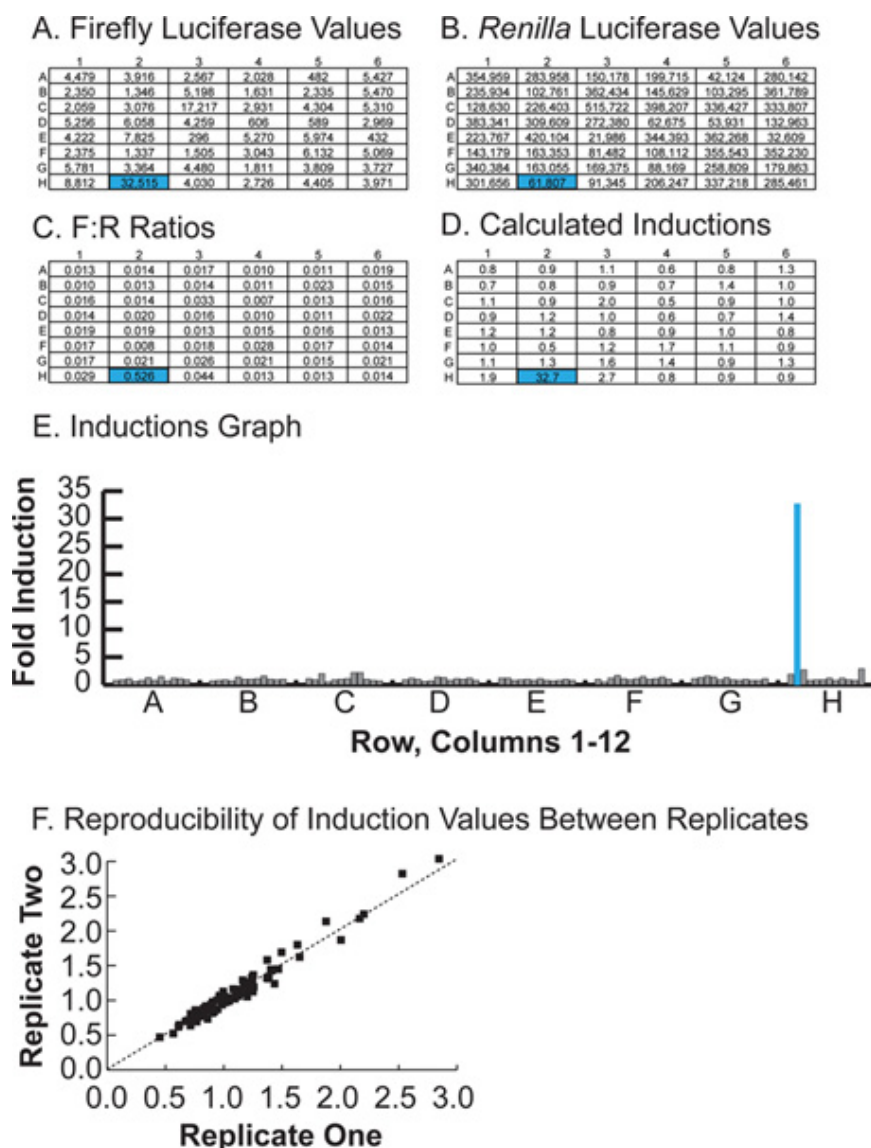 A. Firefly Luciferase Values
1 2 3 4 5 6
A 4,479 3,916 2,567 2,028 482 5,427
B 2,350 1,346 5,198 1,631 2,335 5,470
C 2,059 3,076 17,217 2,931 4,304 5,310
D 5,256 6,058 4,259 606 589 2,969
E 4,222 7,825 296 5,270 5,974 432
F 2,375 1,337 1,505 3,043 6,132 5,069
G 5,781 3,364 4,480 1,811 3,809 3,727
H 8,812 32,515 4,030 2,726 4,405 3,971
B. Renilla Luciferase Values
1 2 3 4 5 6
A 354,959 283,958 150,178 199,715 42,124 280,142
B 235,934 102,761 362,434 145,629 103,295 361,789
C 128,630 226,403 515,722 398,207 336,427 333,807
D 383,341 309,609 272,380 62,675 53,931 132,963
E 223,767 420,104 21,986 344,393 362,268 32,609
F 143,179 163,353 81,482 108,112 355,543 352,230
G 340,384 163,055 169,375 88,169 258,809 179,863
H 301,656 61,807 91,345 206,247 337,218 285,461
C. F:R Ratios
1 2 3 4 5 6
A 0.013 0.014 0.017 0.010 0.011 0.019
B 0.010 0.013 0.014 0.011 0.023 0.015
C 0.016 0.014 0.033 0.007 0.013 0.016
D 0.014 0.020 0.016 0.010 0.011 0.022
E 0.019 0.019 0.013 0.015 0.016 0.013
F 0.017 0.008 0.018 0.028 0.017 0.014
G 0.017 0.021 0.026 0.021 0.015 0.021
H 0.029 0.526 0.044 0.013 0.013 0.014
D. Calculated Inductions
1 2 3 4 5 6
A 0.8 0.9 1.1 0.6 0.8 1.3
B 0.7 0.8 0.9 0.7 1.4 1.0
C 1.1 0.9 2.0 0.5 0.9 1.0
D 0.9 1.2 1.0 0.6 0.7 1.4
E 1.2 1.2 0.8 0.9 1.0 0.8
F 1.0 0.5 1.2 1.7 1.1 0.9
G 1.1 1.3 1.6 1.4 0.9 1.3
H 1.9 32.7 2.7 0.8 0.9 0.9
E. Inductions Graph
Fold Induction
35
30
25
20
15
10
5
0
A B C D E F G H
Row, Columns 1-12
F. Reproducibility of Induction Values Between Replicates
Replicate Two
3.0
2.5
2.0
1.5
1.0
0.5
0.0
0.0 0.5 1.0 1.5 2.0 2.5 3.0
Replicate One